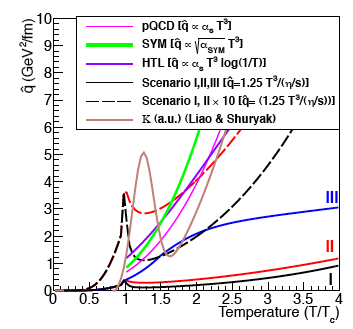 10
9
8
7
6
5
4
3
2
1
0
q̂ (GeV²/fm)
pQCD [q̂ ∝ αₛ T³]
SYM [q̂ ∝ √α_SYM T³]
HTL [q̂ ∝ αₛ T³ log(1/T)]
Scenario I,II,III [q̂=1.25 T³/(η/s)]
Scenario I, II × 10 [q̂= (1.25 T³/(η/s))]
K (a.u.) (Liao & Shuryak)
III
II
I
0 0.5 1 1.5 2 2.5 3 3.5 4
Temperature (T/T_c)